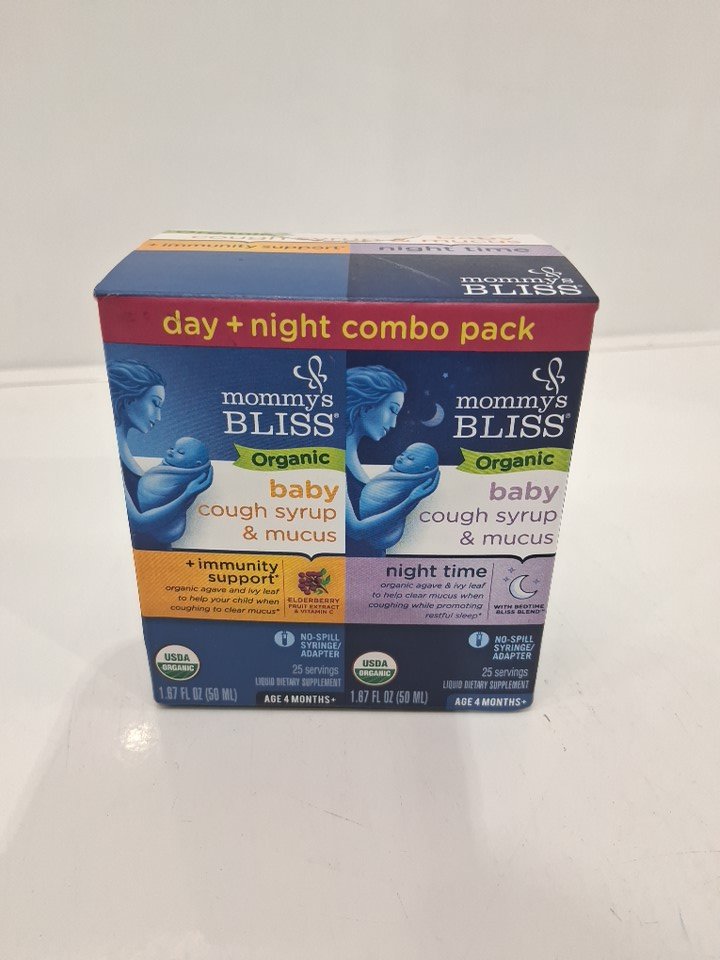 cough syrup & mucus
+ immunity support*
night time
mommy's
BLISS
day + night combo pack
mommy's
BLISS®
Organic
baby
cough syrup
& mucus
+ immunity
support*
organic agave and ivy leaf
to help your child when
coughing to clear mucus*
ELDERBERRY
FRUIT EXTRACT
& VITAMIN C
NO-SPILL
SYRINGE/
ADAPTER
USDA
ORGANIC
25 servings
LIQUID DIETARY SUPPLEMENT
1.67 FL OZ (50 ML)
AGE 4 MONTHS+
mommy's
BLISS®
Organic
baby
cough syrup
& mucus
night time
organic agave & ivy leaf
to help clear mucus when
coughing while promoting
restful sleep*
WITH BEDTIME
BLISS BLEND™
NO-SPILL
SYRINGE/
ADAPTER
USDA
ORGANIC
25 servings
LIQUID DIETARY SUPPLEMENT
1.67 FL OZ (50 ML)
AGE 4 MONTHS+